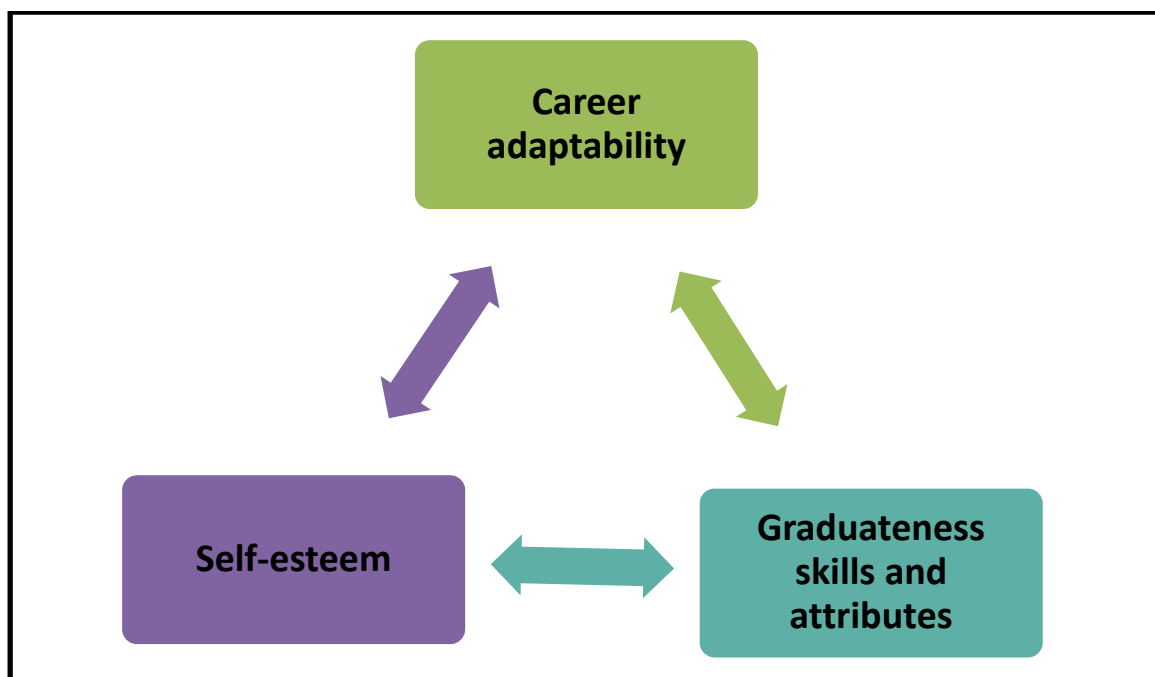 Career
adaptability
Self-esteem
Graduateness
skills and
attributes